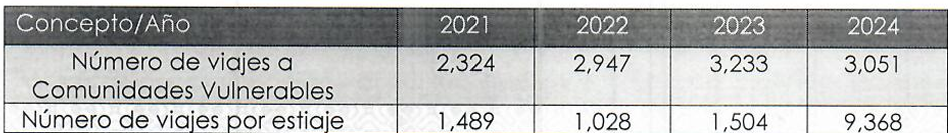 Concepto/Año 2021 2022 2023 2024
Número de viajes a 2,324 2,947 3,233 3,051
Comunidades Vulnerables
Número de viajes por estiaje 1,489 1,028 1,504 9,368